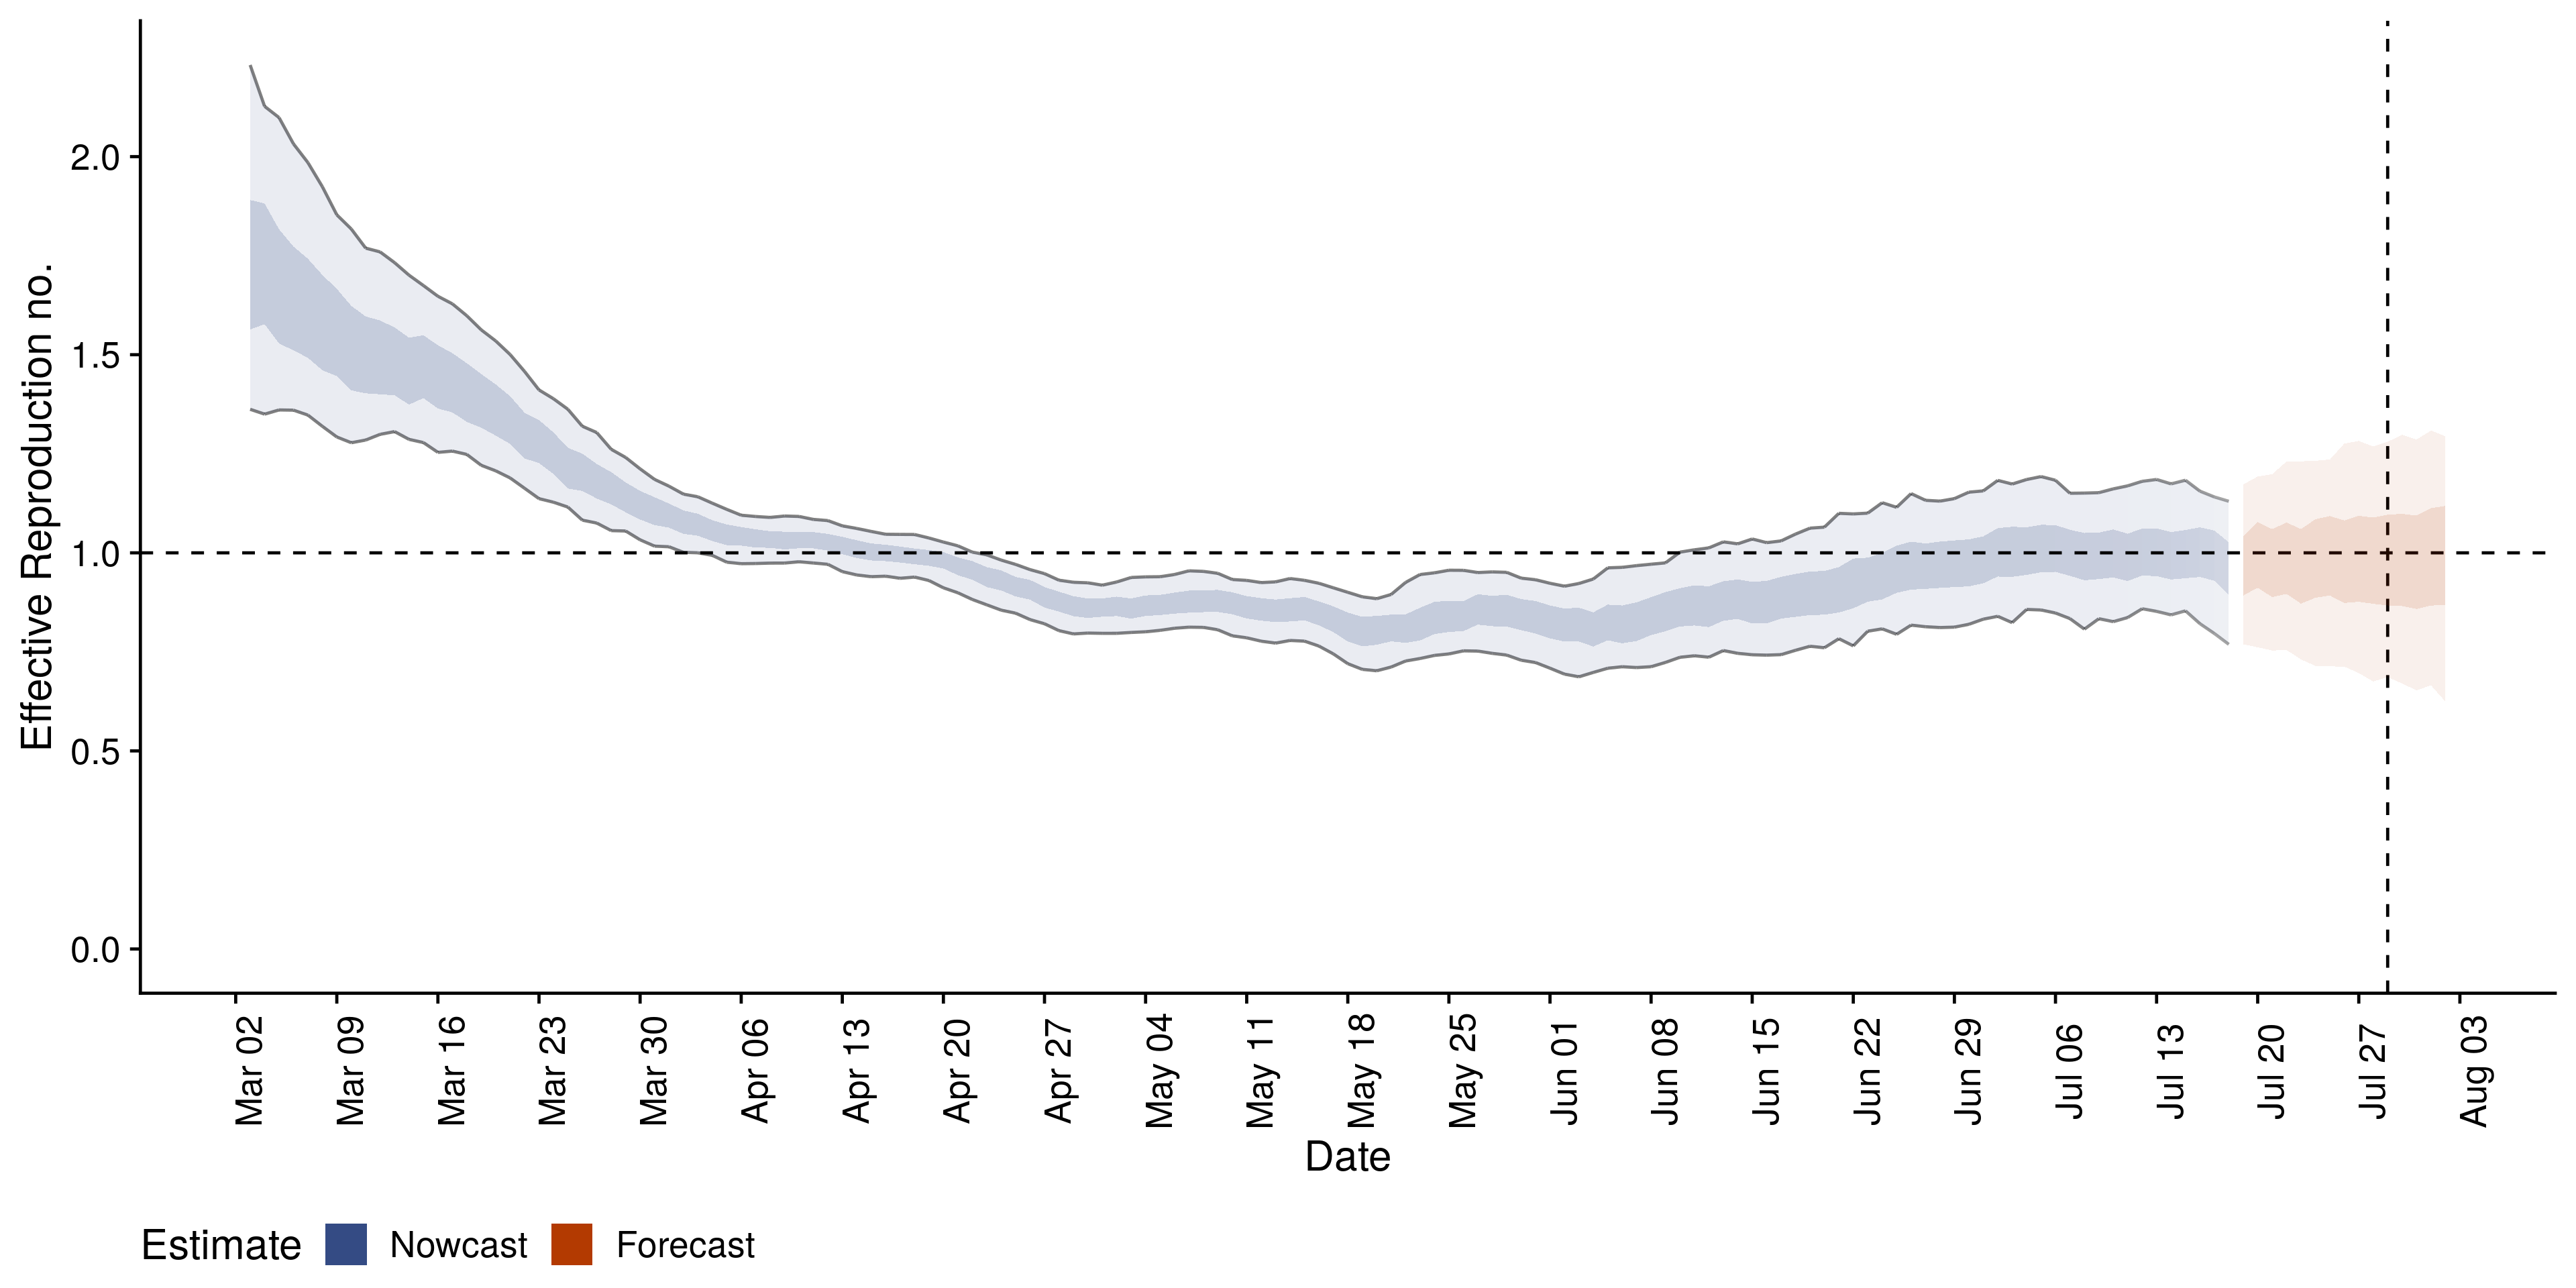 Effective Reproduction no.
2.0
1.5
1.0
0.5
0.0
Mar 02
Mar 09
Mar 16
Mar 23
Mar 30
Apr 06
Apr 13
Apr 20
Apr 27
May 04
May 11
May 18
May 25
Jun 01
Jun 08
Jun 15
Jun 22
Jun 29
Jul 06
Jul 13
Jul 20
Jul 27
Aug 03
Date
Estimate Nowcast Forecast